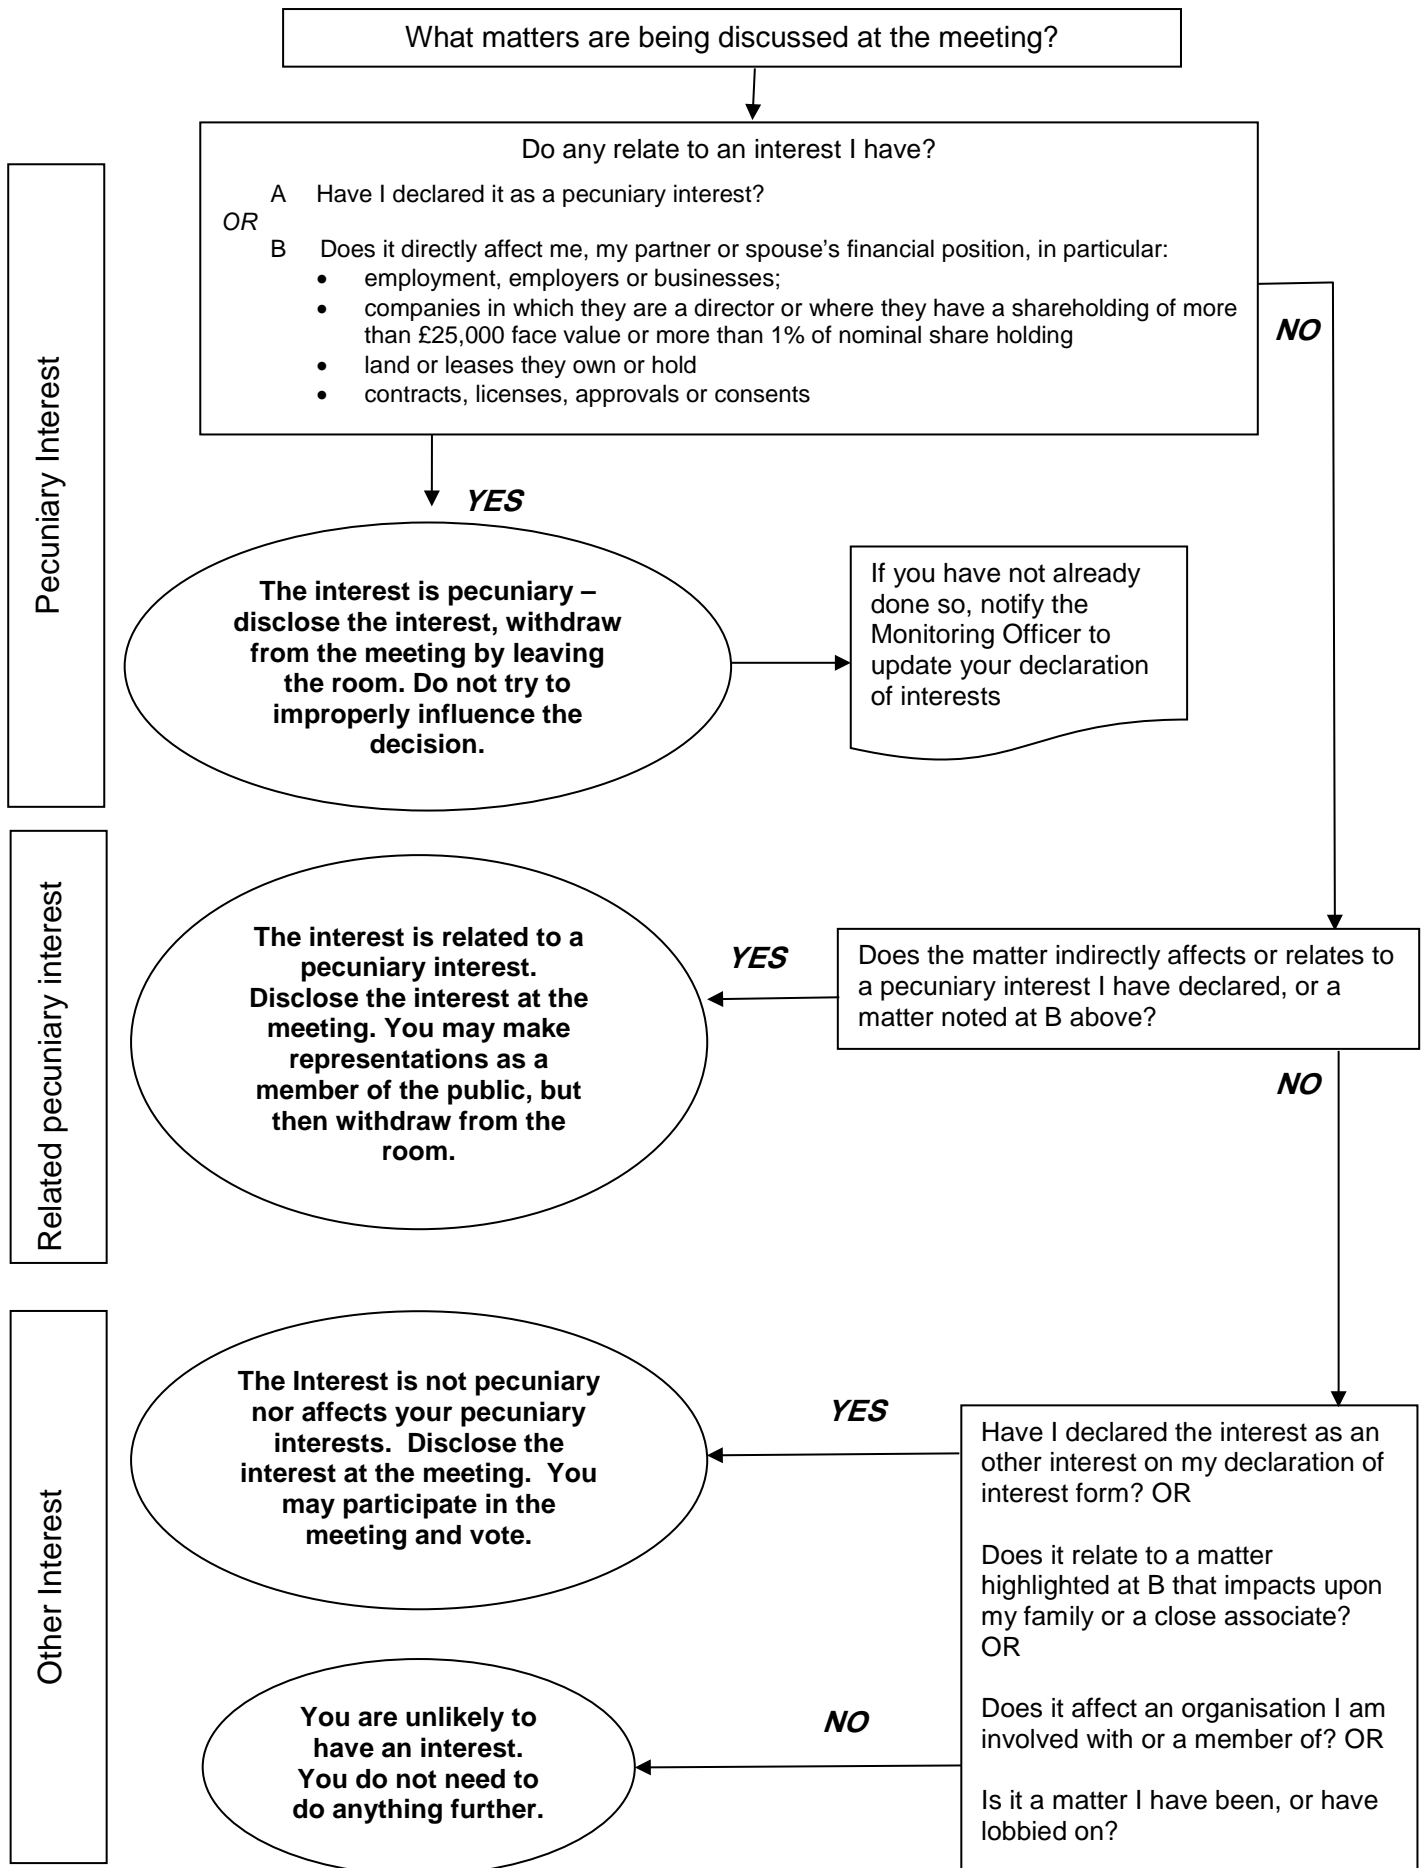 What matters are being discussed at the meeting?
Do any relate to an interest I have?
A Have I declared it as a pecuniary interest?
OR
B Does it directly affect me, my partner or spouse's financial position, in particular:
• employment, employers or businesses;
• companies in which they are a director or where they have a shareholding of more
than £25,000 face value or more than 1% of nominal share holding
• land or leases they own or hold
• contracts, licenses, approvals or consents
NO
Pecuniary Interest
YES
The interest is pecuniary –
disclose the interest, withdraw
from the meeting by leaving
the room. Do not try to
improperly influence the
decision.
If you have not already
done so, notify the
Monitoring Officer to
update your declaration
of interests
Related pecuniary interest
The interest is related to a
pecuniary interest.
Disclose the interest at the
meeting. You may make
representations as a
member of the public, but
then withdraw from the
room.
YES
Does the matter indirectly affects or relates to
a pecuniary interest I have declared, or a
matter noted at B above?
NO
Other Interest
The Interest is not pecuniary
nor affects your pecuniary
interests. Disclose the
interest at the meeting. You
may participate in the
meeting and vote.
YES
Have I declared the interest as an
other interest on my declaration of
interest form? OR
Does it relate to a matter
highlighted at B that impacts upon
my family or a close associate?
OR
Does it affect an organisation I am
involved with or a member of? OR
Is it a matter I have been, or have
lobbied on?
NO
You are unlikely to
have an interest.
You do not need to
do anything further.